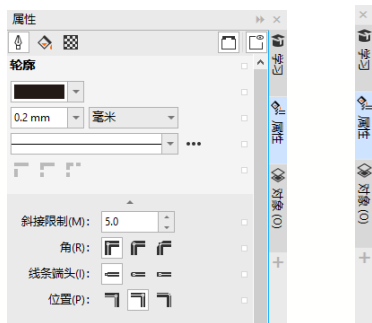 属性
轮廓
0.2 mm
毫米
斜接限制(M):
5.0
角(R):
线条端头(I):
位置(P):
学习
属性
对象 (O)
学习
属性
对象 (O)